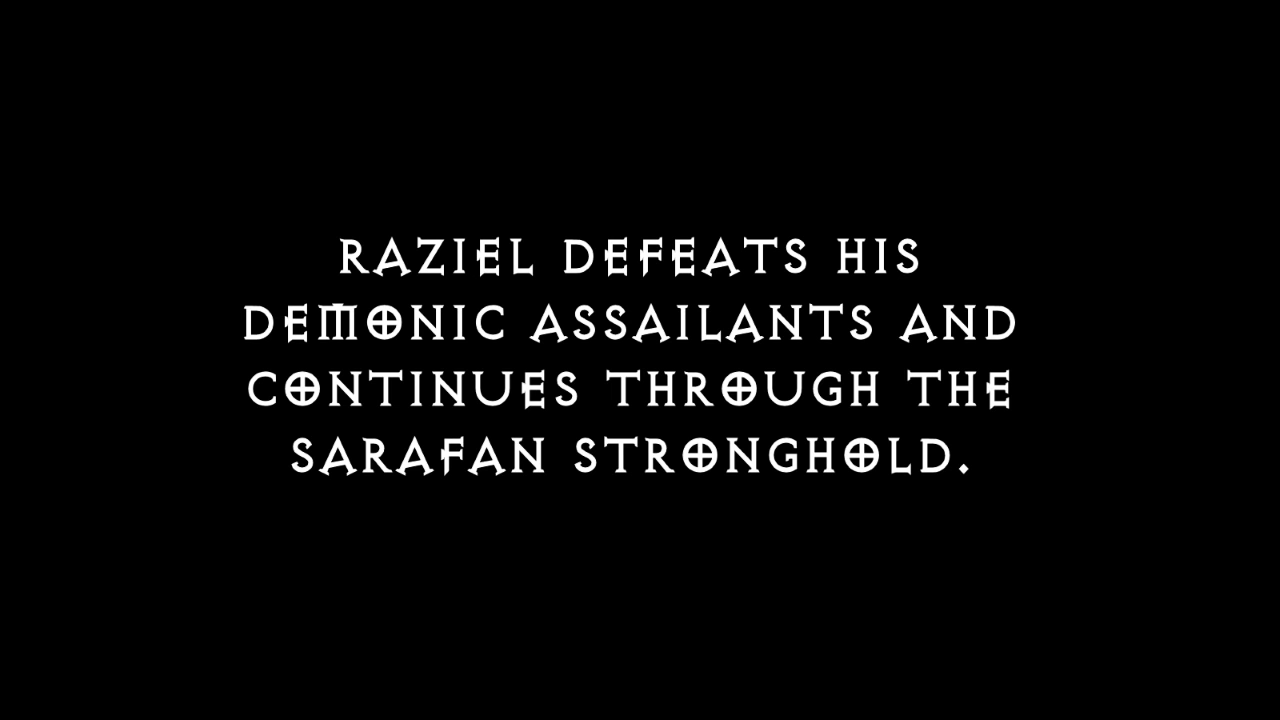 RAZIEL DEFEATS HIS
DEMONIC ASSAILANTS AND
CONTINUES THROUGH THE
SARAFAN STRONGHOLD.